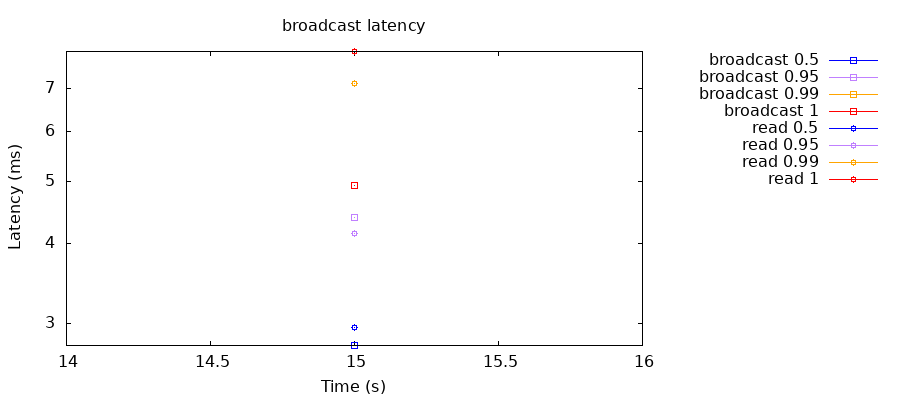 broadcast latency
Latency (ms)
7
6
5
4
3
14
14.5
15
15.5
16
Time (s)
broadcast 0.5
broadcast 0.95
broadcast 0.99
broadcast 1
read 0.5
read 0.95
read 0.99
read 1